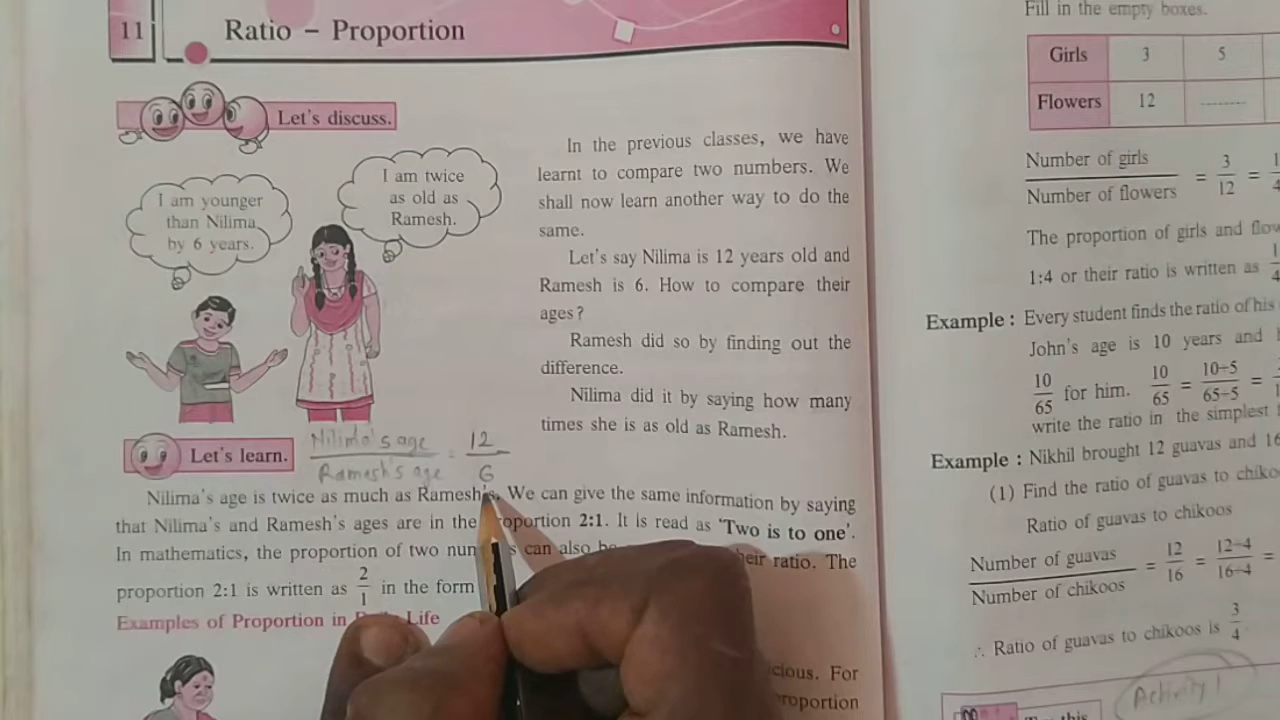 11 Ratio – Proportion
Let's discuss.
I am younger
than Nilima
by 6 years.
I am twice
as old as
Ramesh.
In the previous classes, we have
learnt to compare two numbers. We
shall now learn another way to do the
same.
Let's say Nilima is 12 years old and
Ramesh is 6. How to compare their
ages?
Ramesh did so by finding out the
difference.
Nilima did it by saying how many
times she is as old as Ramesh.
Let's learn.
Nilima's age = 12
Ramesh's age 6
Nilima's age is twice as much as Ramesh's. We can give the same information by saying
that Nilima's and Ramesh's ages are in the proportion 2:1. It is read as 'Two is to one'.
In mathematics, the proportion of two can also their ratio. The
proportion 2:1 is written as 2/1 in the form
Examples of Proportion in Life
For
proportion
Fill in the empty boxes.
Girls 3 5
Flowers 12 ........
Number of girls = 3 =
Number of flowers 12
The proportion of girls and
1:4 or their ratio is written as
Example : Every student finds the ratio of his
John's age is 10 years and
10/65 for him. 10/65 = 10÷5/65÷5 =
write the ratio in the simplest
Example : Nikhil brought 12 guavas and 16
(1) Find the ratio of guavas to
Ratio of guavas to chikoos
Number of guavas = 12 = 12÷4 =
Number of chikoos 16 16÷4
∴ Ratio of guavas to chikoos is 3/4
Activity 1
this